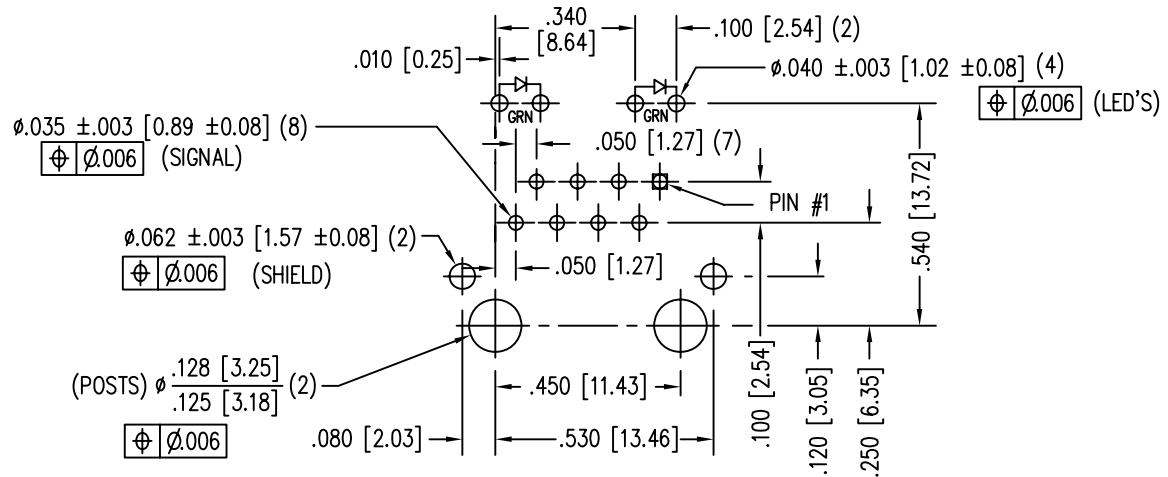 .340
[8.64]
.100 [2.54] (2)
.010 [0.25]
ø.040 ±.003 [1.02 ±0.08] (4)
⌖ Ø.006 (LED'S)
GRN
GRN
ø.035 ±.003 [0.89 ±0.08] (8)
⌖ Ø.006 (SIGNAL)
.050 [1.27] (7)
PIN #1
.540 [13.72]
ø.062 ±.003 [1.57 ±0.08] (2)
⌖ Ø.006 (SHIELD)
.050 [1.27]
(POSTS) ø .128 [3.25]
.125 [3.18] (2)
⌖ Ø.006
.450 [11.43]
.080 [2.03]
.530 [13.46]
.100 [2.54]
.120 [3.05]
.250 [6.35]